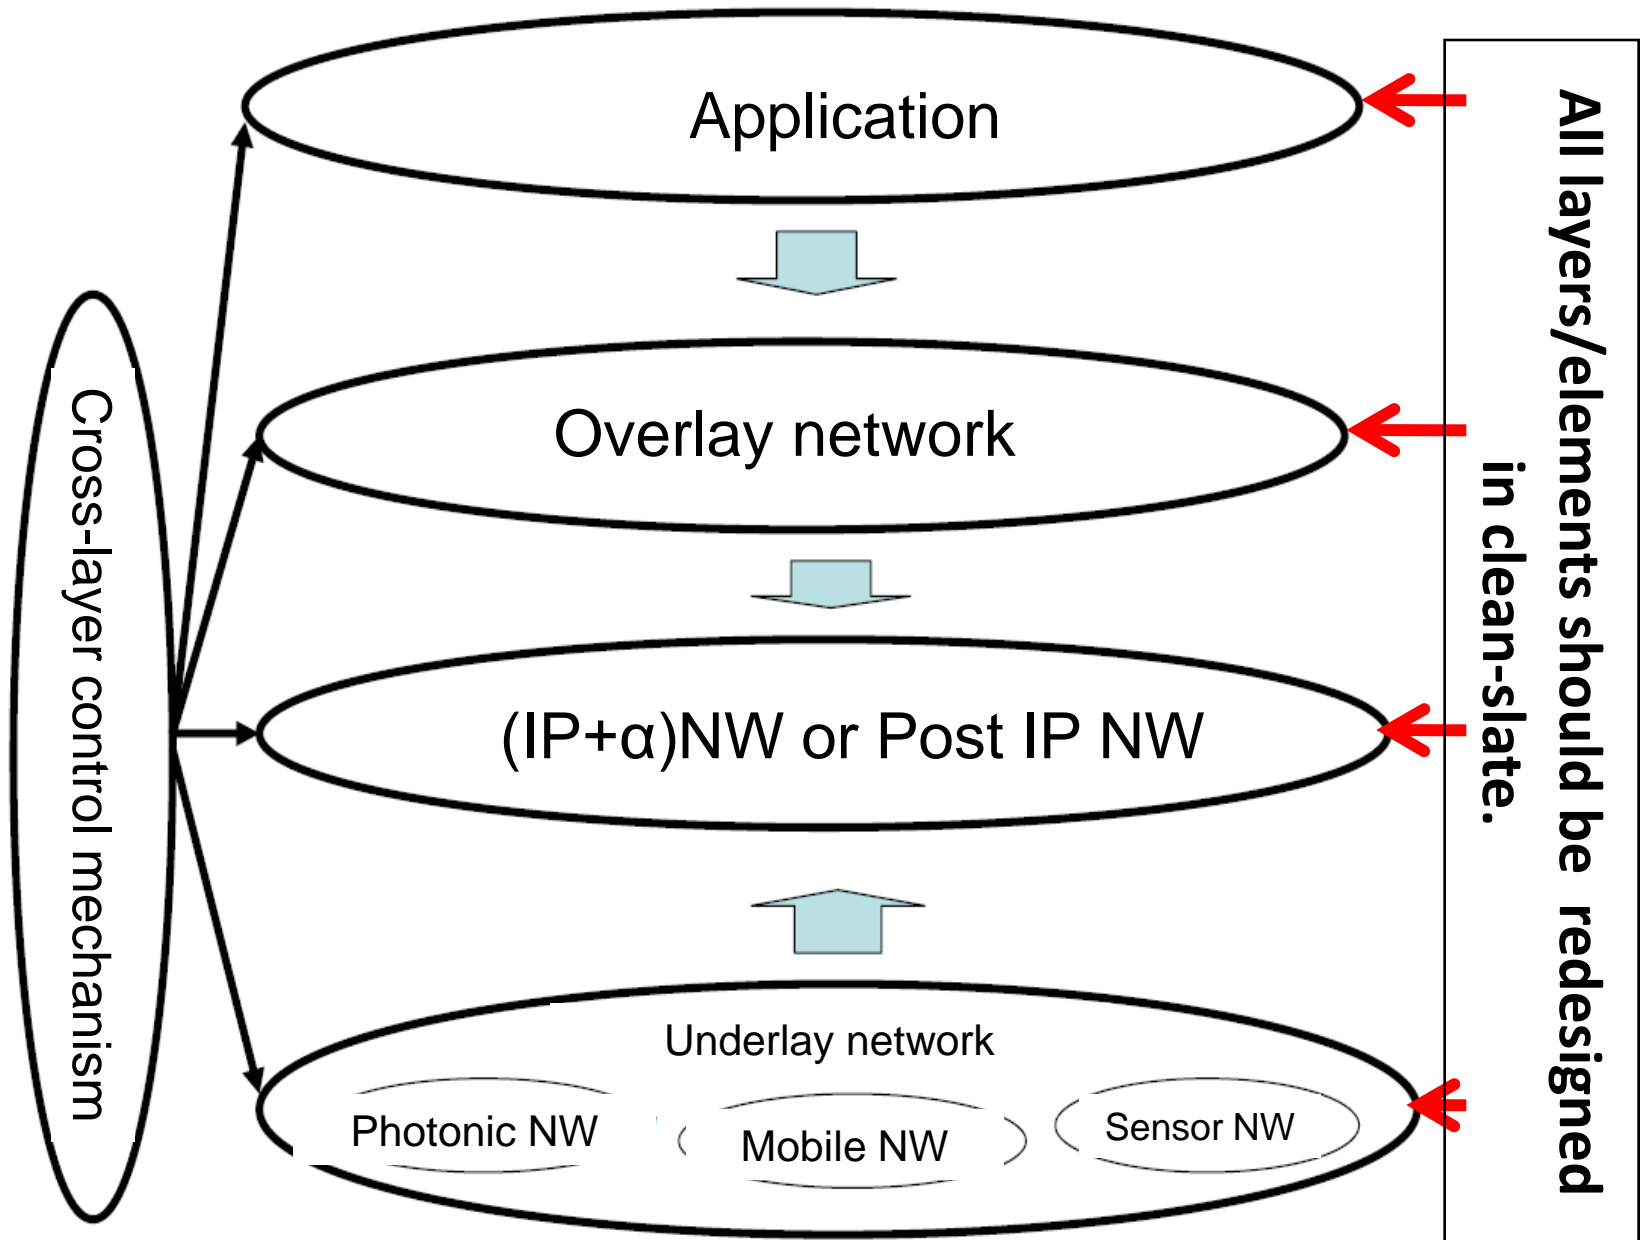 Application
Overlay network
(IP+α)NW or Post IP NW
Underlay network
Photonic NW
Mobile NW
Sensor NW
Cross-layer control mechanism
All layers/elements should be redesigned
in clean-slate.